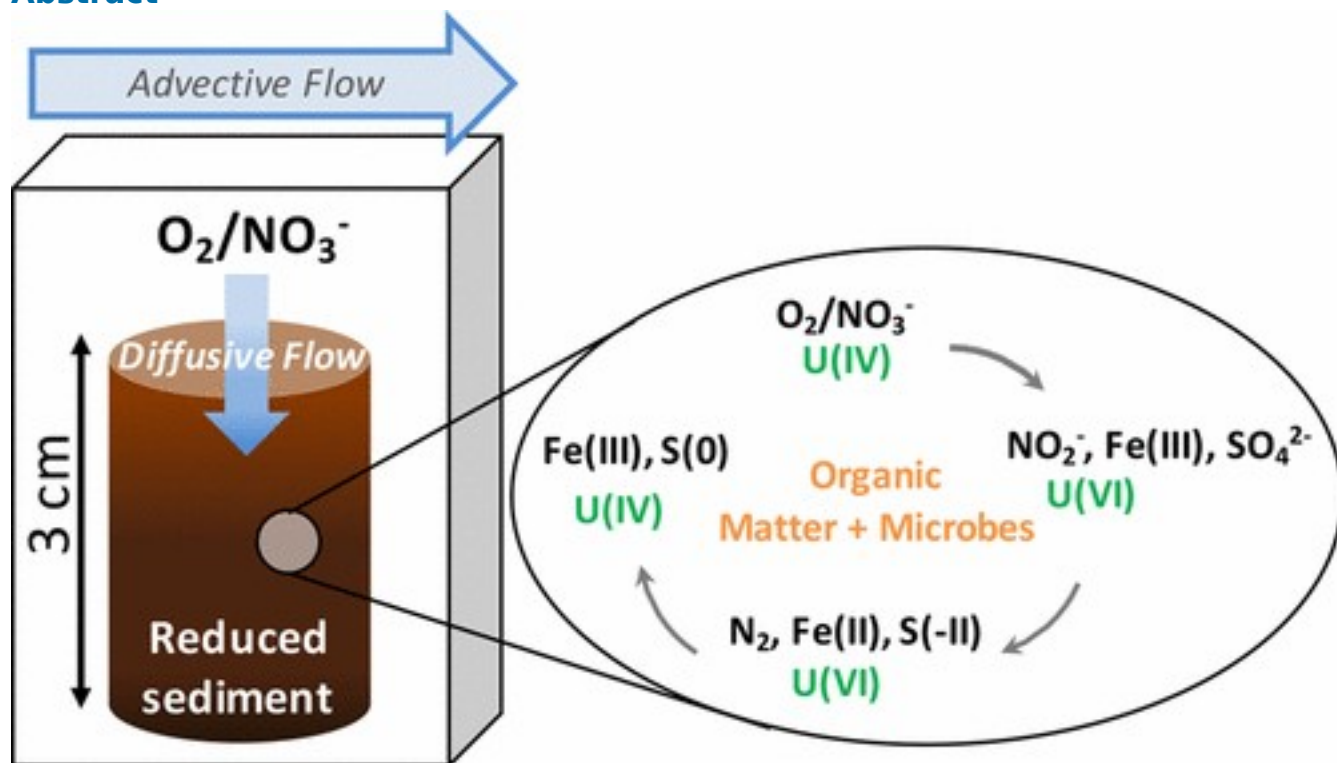 Abstract
Advective Flow
O₂/NO₃⁻
Diffusive Flow
3 cm
Reduced
sediment
O₂/NO₃⁻
U(IV)
NO₂⁻, Fe(III), SO₄²⁻
U(VI)
N₂, Fe(II), S(-II)
U(VI)
Fe(III), S(0)
U(IV)
Organic
Matter + Microbes